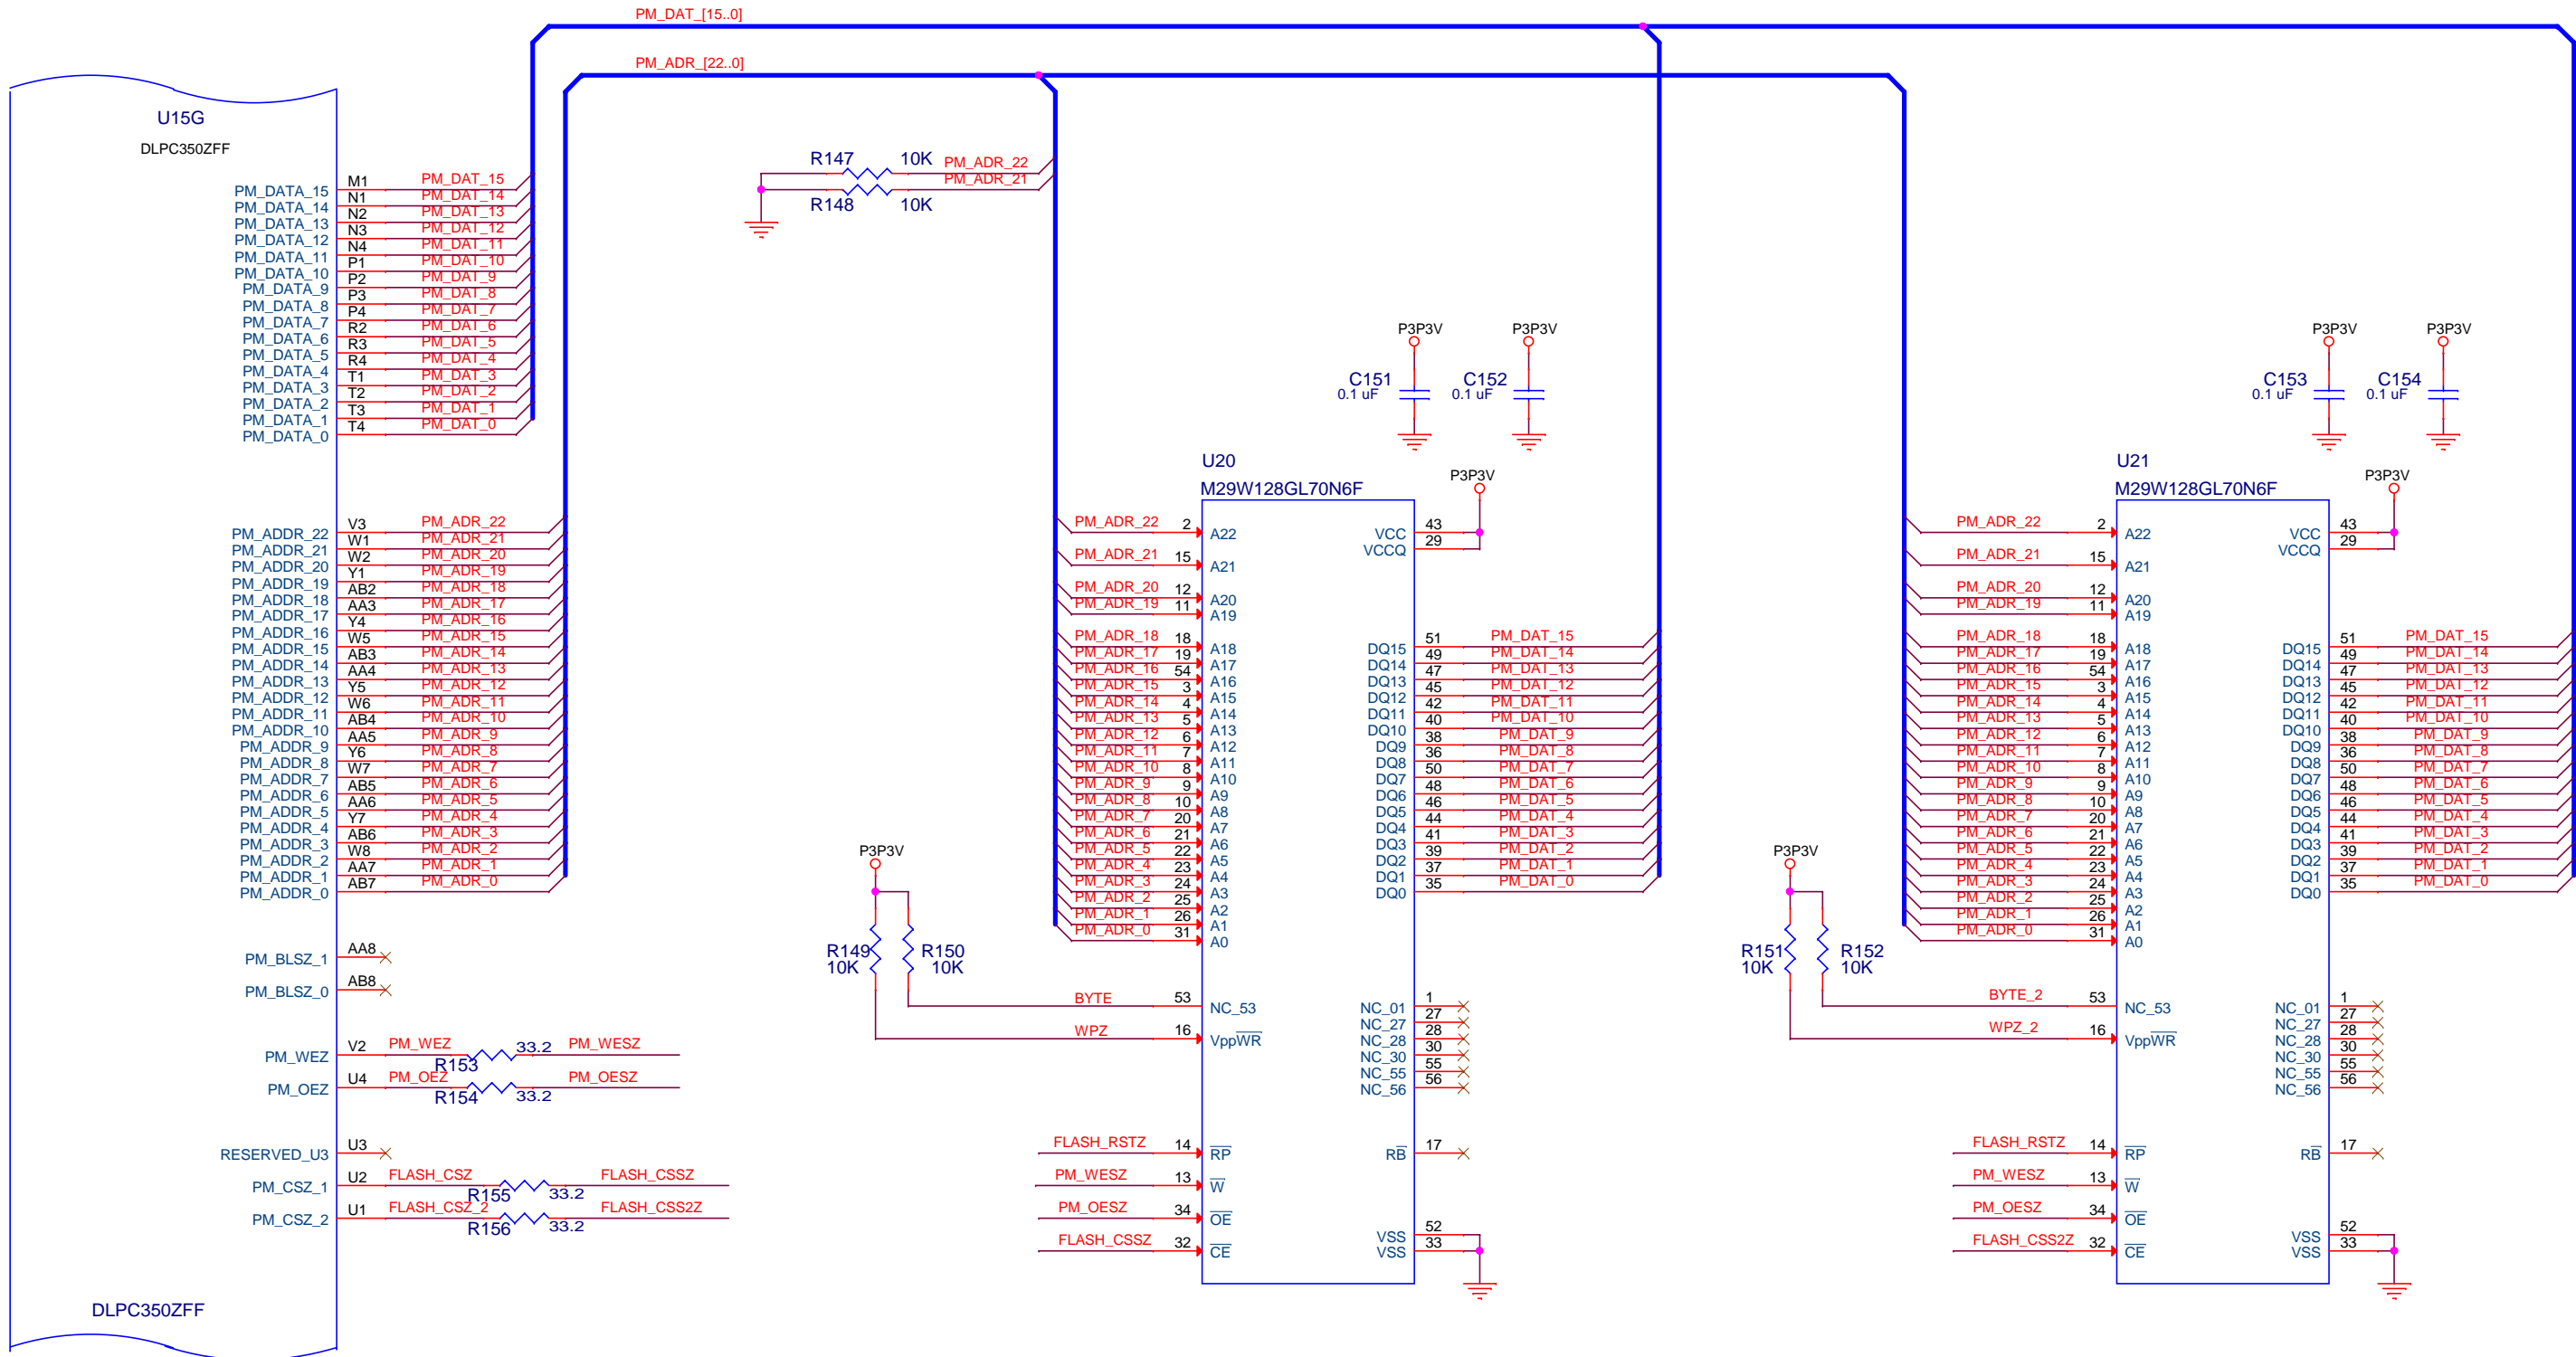 PM_DAT_[15..0]
PM_ADR_[22..0]
U15G
DLPC350ZFF
PM_DATA_15 M1 PM_DAT_15
PM_DATA_14 N1 PM_DAT_14
PM_DATA_13 N2 PM_DAT_13
PM_DATA_12 N3 PM_DAT_12
PM_DATA_11 N4 PM_DAT_11
PM_DATA_10 P1 PM_DAT_10
PM_DATA_9 P2 PM_DAT_9
PM_DATA_8 P3 PM_DAT_8
PM_DATA_7 P4 PM_DAT_7
PM_DATA_6 R2 PM_DAT_6
PM_DATA_5 R3 PM_DAT_5
PM_DATA_4 R4 PM_DAT_4
PM_DATA_3 T1 PM_DAT_3
PM_DATA_2 T2 PM_DAT_2
PM_DATA_1 T3 PM_DAT_1
PM_DATA_0 T4 PM_DAT_0
PM_ADDR_22 V3 PM_ADR_22
PM_ADDR_21 W1 PM_ADR_21
PM_ADDR_20 W2 PM_ADR_20
PM_ADDR_19 Y1 PM_ADR_19
PM_ADDR_18 AB2 PM_ADR_18
PM_ADDR_17 AA3 PM_ADR_17
PM_ADDR_16 Y4 PM_ADR_16
PM_ADDR_15 W5 PM_ADR_15
PM_ADDR_14 AB3 PM_ADR_14
PM_ADDR_13 AA4 PM_ADR_13
PM_ADDR_12 Y5 PM_ADR_12
PM_ADDR_11 W6 PM_ADR_11
PM_ADDR_10 AB4 PM_ADR_10
PM_ADDR_9 AA5 PM_ADR_9
PM_ADDR_8 Y6 PM_ADR_8
PM_ADDR_7 W7 PM_ADR_7
PM_ADDR_6 AB5 PM_ADR_6
PM_ADDR_5 AA6 PM_ADR_5
PM_ADDR_4 Y7 PM_ADR_4
PM_ADDR_3 AB6 PM_ADR_3
PM_ADDR_2 W8 PM_ADR_2
PM_ADDR_1 AA7 PM_ADR_1
PM_ADDR_0 AB7 PM_ADR_0
PM_BLSZ_1 AA8
PM_BLSZ_0 AB8
PM_WEZ V2 PM_WEZ R153 33.2 PM_WESZ
PM_OEZ U4 PM_OEZ R154 33.2 PM_OESZ
RESERVED_U3 U3
PM_CSZ_1 U2 FLASH_CSZ R155 33.2 FLASH_CSSZ
PM_CSZ_2 U1 FLASH_CSZ_2 R156 33.2 FLASH_CSS2Z
DLPC350ZFF
R147 10K PM_ADR_22
R148 10K PM_ADR_21
P3P3V P3P3V
C151 0.1 uF
C152 0.1 uF
U20
M29W128GL70N6F
P3P3V
PM_ADR_22 2 A22
PM_ADR_21 15 A21
PM_ADR_20 12 A20
PM_ADR_19 11 A19
PM_ADR_18 18 A18
PM_ADR_17 19 A17
PM_ADR_16 54 A16
PM_ADR_15 3 A15
PM_ADR_14 4 A14
PM_ADR_13 5 A13
PM_ADR_12 6 A12
PM_ADR_11 7 A11
PM_ADR_10 8 A10
PM_ADR_9 9 A9
PM_ADR_8 10 A8
PM_ADR_7 20 A7
PM_ADR_6 21 A6
PM_ADR_5 22 A5
PM_ADR_4 23 A4
PM_ADR_3 24 A3
PM_ADR_2 25 A2
PM_ADR_1 26 A1
PM_ADR_0 31 A0
VCC 43
VCCQ 29
DQ15 51 PM_DAT_15
DQ14 49 PM_DAT_14
DQ13 47 PM_DAT_13
DQ12 45 PM_DAT_12
DQ11 42 PM_DAT_11
DQ10 40 PM_DAT_10
DQ9 38 PM_DAT_9
DQ8 36 PM_DAT_8
DQ7 50 PM_DAT_7
DQ6 48 PM_DAT_6
DQ5 46 PM_DAT_5
DQ4 44 PM_DAT_4
DQ3 41 PM_DAT_3
DQ2 39 PM_DAT_2
DQ1 37 PM_DAT_1
DQ0 35 PM_DAT_0
P3P3V
R149 10K
R150 10K
BYTE 53 NC_53
WPZ 16 VppWR
NC_01 1
NC_27 27
NC_28 28
NC_30 30
NC_55 55
NC_56 56
FLASH_RSTZ 14 RP
RB 17
PM_WESZ 13 W
PM_OESZ 34 OE
FLASH_CSSZ 32 CE
VSS 52
VSS 33
P3P3V P3P3V
C153 0.1 uF
C154 0.1 uF
U21
M29W128GL70N6F
P3P3V
PM_ADR_22 2 A22
PM_ADR_21 15 A21
PM_ADR_20 12 A20
PM_ADR_19 11 A19
PM_ADR_18 18 A18
PM_ADR_17 19 A17
PM_ADR_16 54 A16
PM_ADR_15 3 A15
PM_ADR_14 4 A14
PM_ADR_13 5 A13
PM_ADR_12 6 A12
PM_ADR_11 7 A11
PM_ADR_10 8 A10
PM_ADR_9 9 A9
PM_ADR_8 10 A8
PM_ADR_7 20 A7
PM_ADR_6 21 A6
PM_ADR_5 22 A5
PM_ADR_4 23 A4
PM_ADR_3 24 A3
PM_ADR_2 25 A2
PM_ADR_1 26 A1
PM_ADR_0 31 A0
VCC 43
VCCQ 29
DQ15 51 PM_DAT_15
DQ14 49 PM_DAT_14
DQ13 47 PM_DAT_13
DQ12 45 PM_DAT_12
DQ11 42 PM_DAT_11
DQ10 40 PM_DAT_10
DQ9 38 PM_DAT_9
DQ8 36 PM_DAT_8
DQ7 50 PM_DAT_7
DQ6 48 PM_DAT_6
DQ5 46 PM_DAT_5
DQ4 44 PM_DAT_4
DQ3 41 PM_DAT_3
DQ2 39 PM_DAT_2
DQ1 37 PM_DAT_1
DQ0 35 PM_DAT_0
P3P3V
R151 10K
R152 10K
BYTE_2 53 NC_53
WPZ_2 16 VppWR
NC_01 1
NC_27 27
NC_28 28
NC_30 30
NC_55 55
NC_56 56
FLASH_RSTZ 14 RP
RB 17
PM_WESZ 13 W
PM_OESZ 34 OE
FLASH_CSS2Z 32 CE
VSS 52
VSS 33